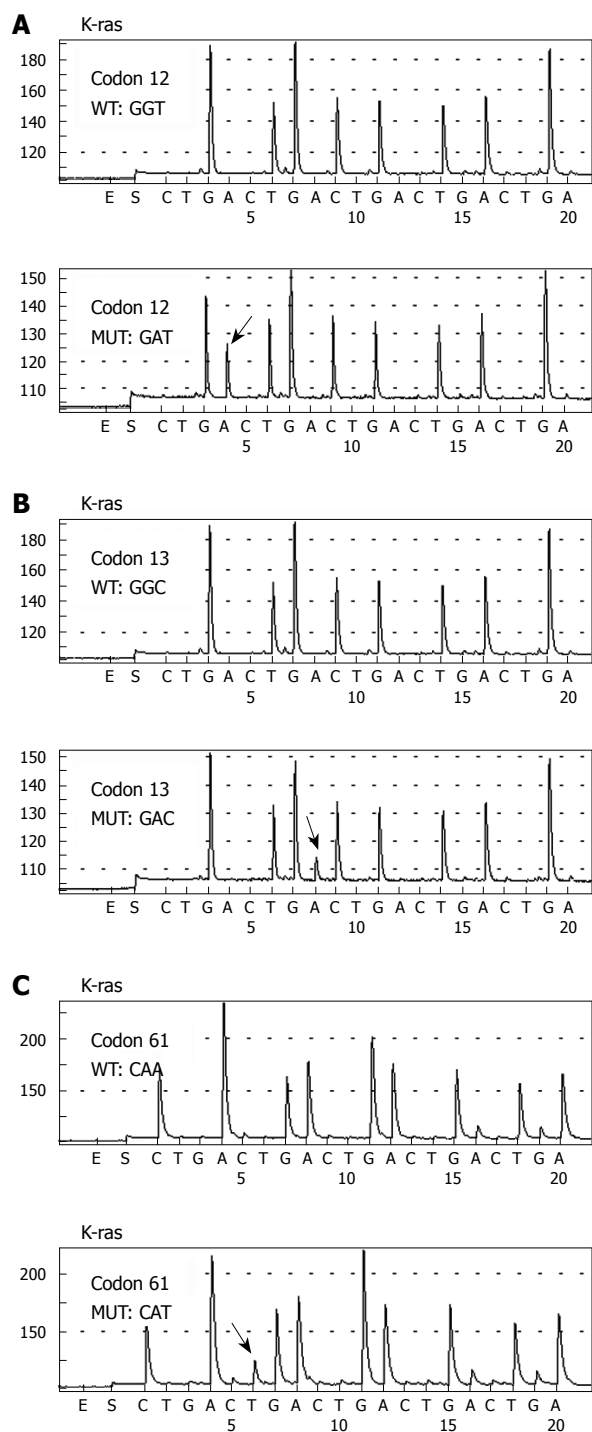 A
K-ras
180
160
140
120
Codon 12
WT: GGT
E S C T G A C T G A C T G A C T G A C T G A
5 10 15 20
150
140
130
120
110
Codon 12
MUT: GAT
E S C T G A C T G A C T G A C T G A C T G A
5 10 15 20
B
K-ras
180
160
140
120
Codon 13
WT: GGC
E S C T G A C T G A C T G A C T G A C T G A
5 10 15 20
150
140
130
120
110
Codon 13
MUT: GAC
E S C T G A C T G A C T G A C T G A C T G A
5 10 15 20
C
K-ras
200
150
Codon 61
WT: CAA
E S C T G A C T G A C T G A C T G A C T G A
5 10 15 20
K-ras
200
150
Codon 61
MUT: CAT
E S C T G A C T G A C T G A C T G A C T G A
5 10 15 20